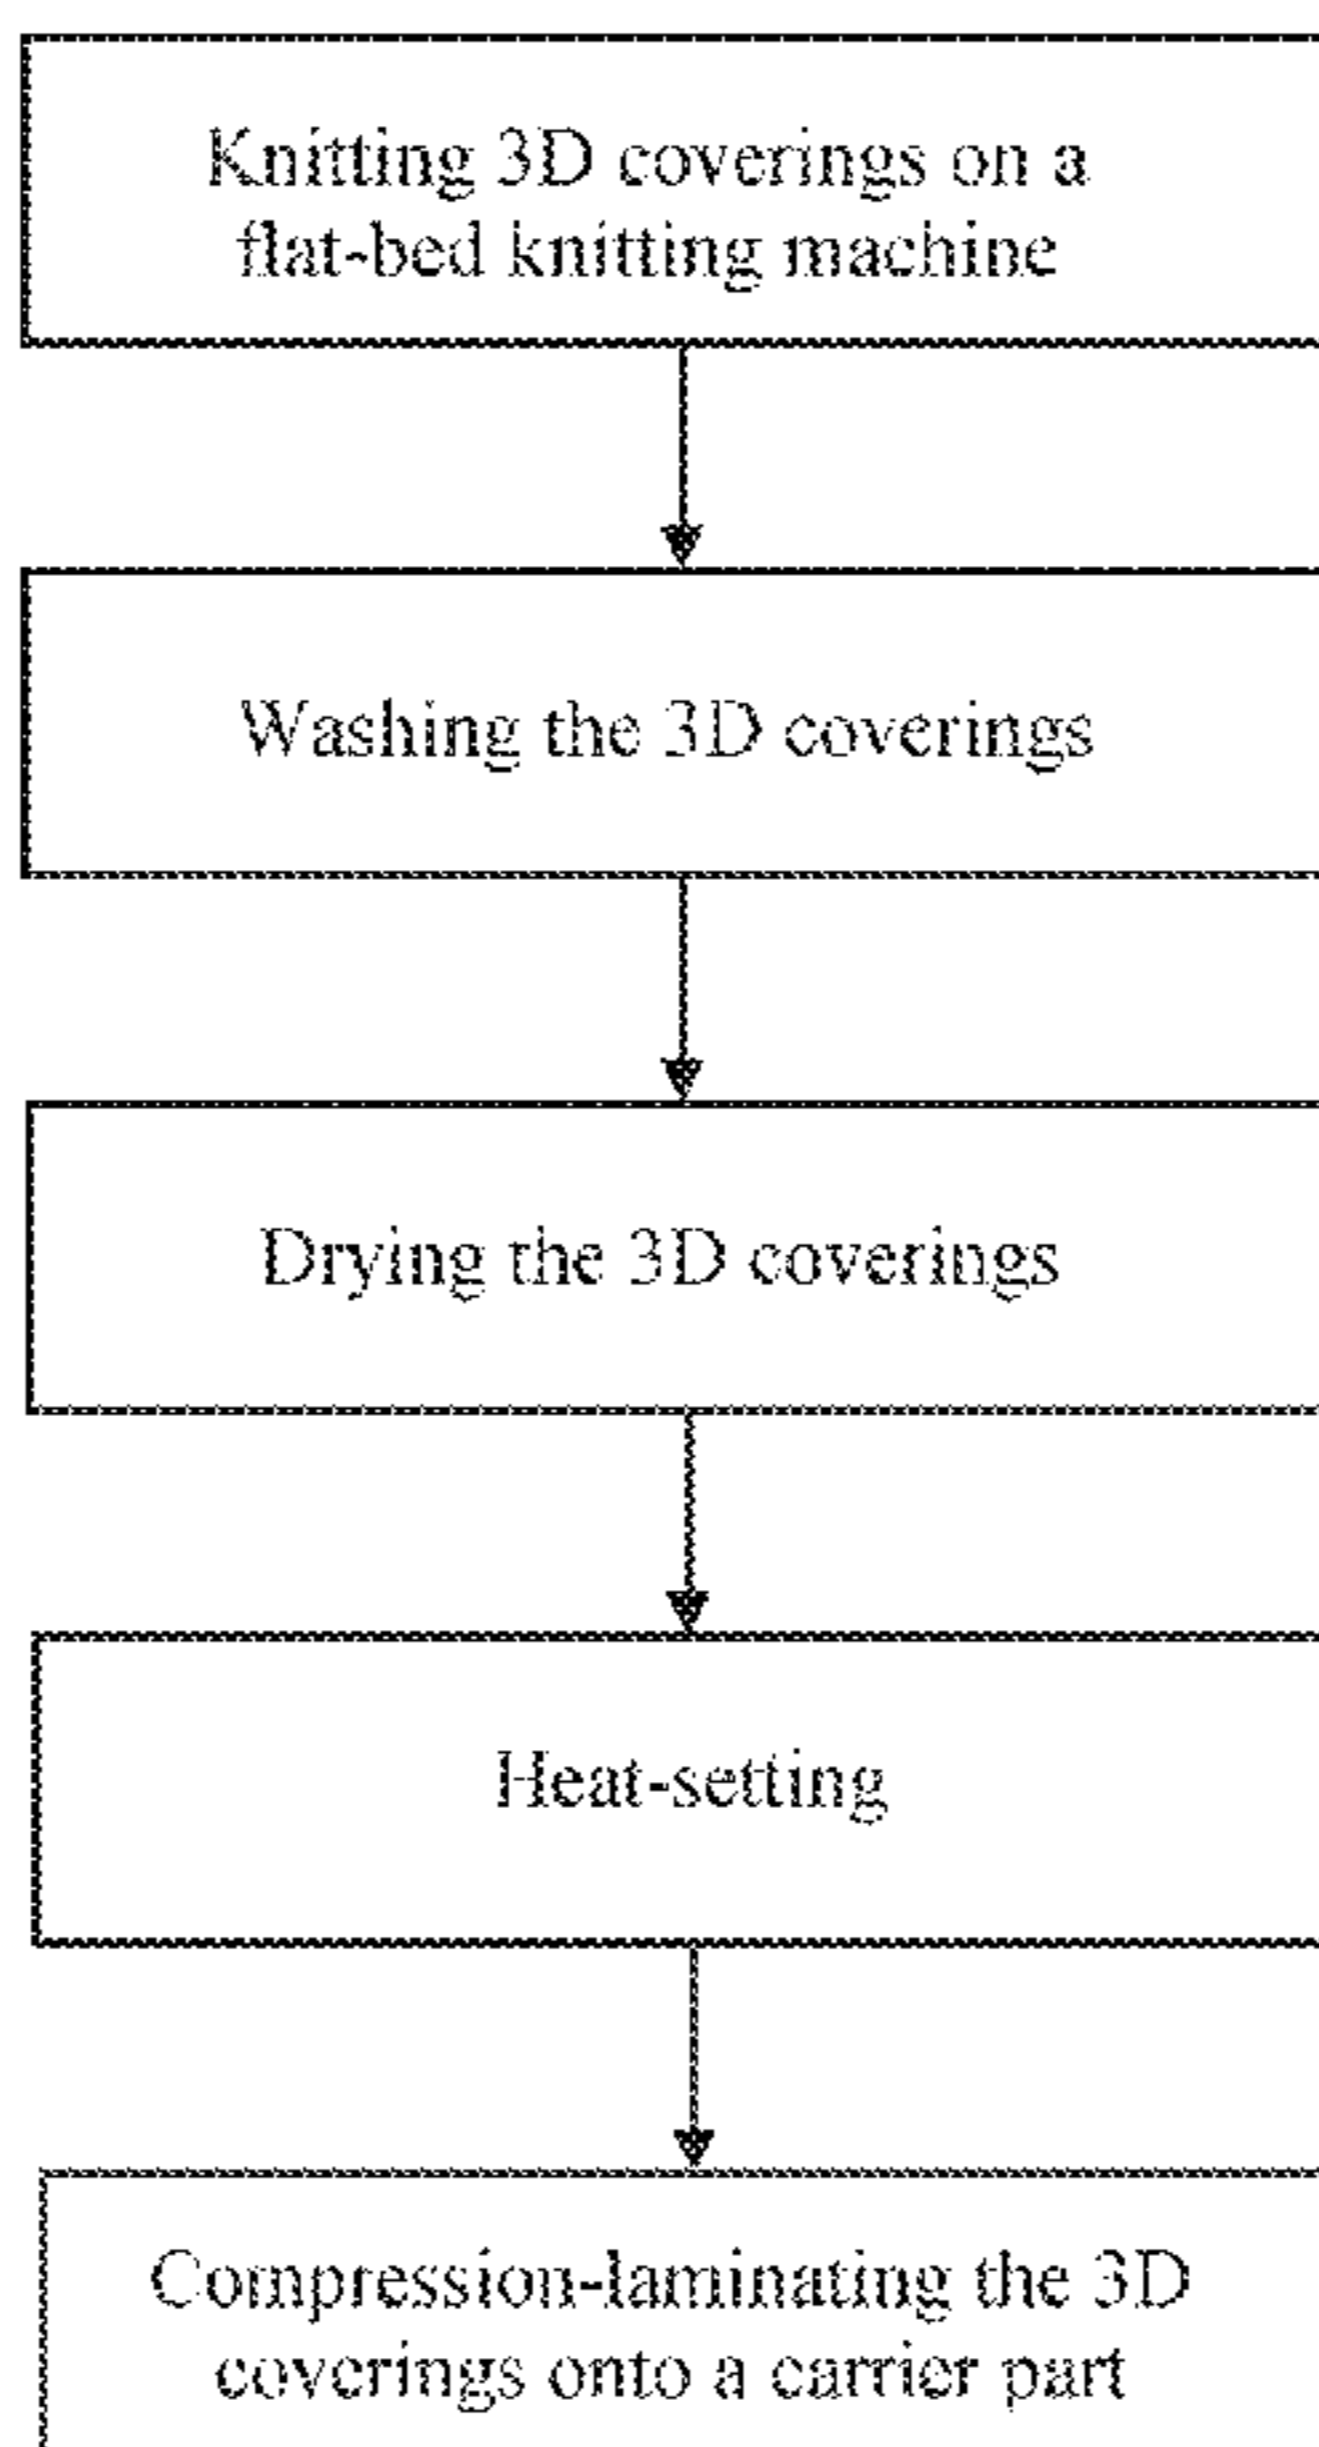 Knitting 3D coverings on a
flat-bed knitting machine
Washing the 3D coverings
Drying the 3D coverings
Heat-setting
Compression-laminating the 3D
coverings onto a carrier part